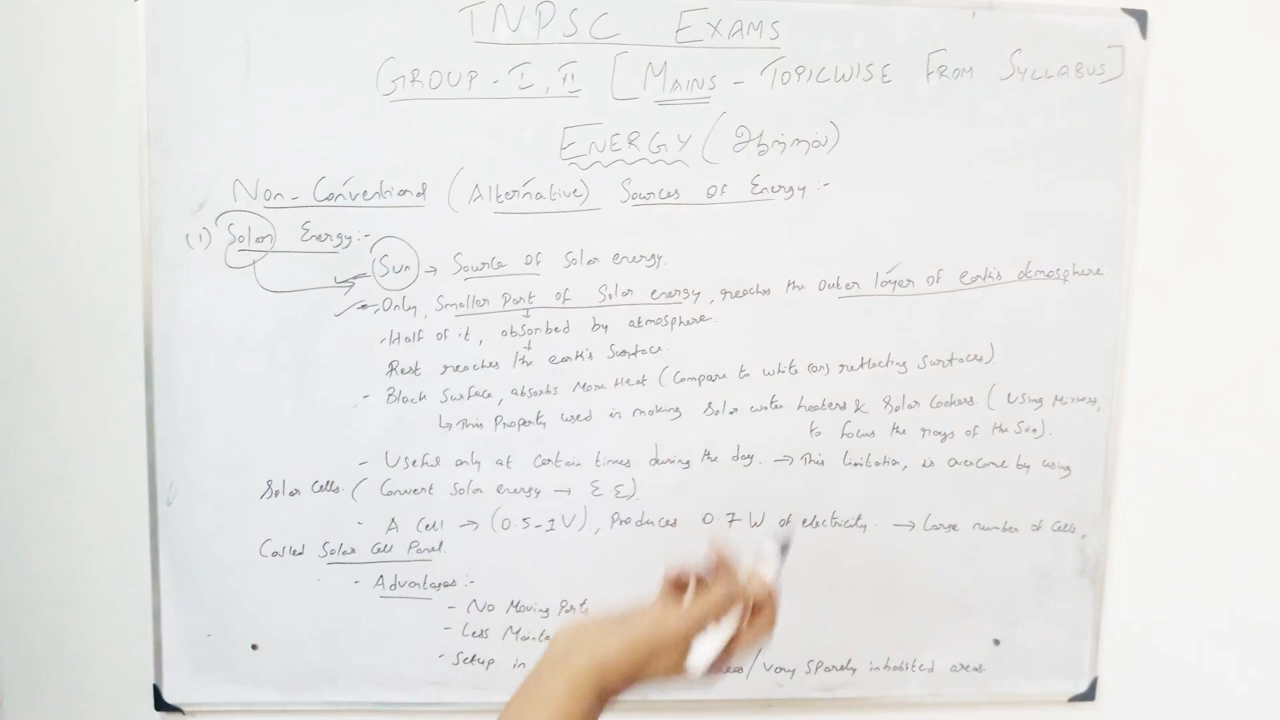 TNPSC EXAMS
GROUP - I, II [MAINS - TOPICWISE FROM SYLLABUS]
ENERGY (ஆற்றல்)
Non-Conventional (Alternative) Sources of Energy:-
(1) Solar Energy:-
Sun → Source of Solar energy.
- Only, Smaller Part of Solar energy, reaches the Outer layer of earth's atmosphere.
- Half of it, absorbed by atmosphere.
Rest reaches the earth's Surface.
- Black Surface, absorbs More Heat (Compare to white (or) reflecting Surfaces)
↳ This Property used in making Solar water heaters & Solar Cookers. (Using Mirrors,
to focus the rays of the Sun).
- Useful only at Certain times during the day. → This limitation, is overcome by using
Solar Cells. (Convert Solar energy → E.E).
- A Cell → (0.5-1V), Produces 0.7 W of electricity. → Large number of Cells,
Called Solar Cell Panel.
- Advantages:-
- No Moving Parts
- Less
- Setup in /very Sparely inhabited areas